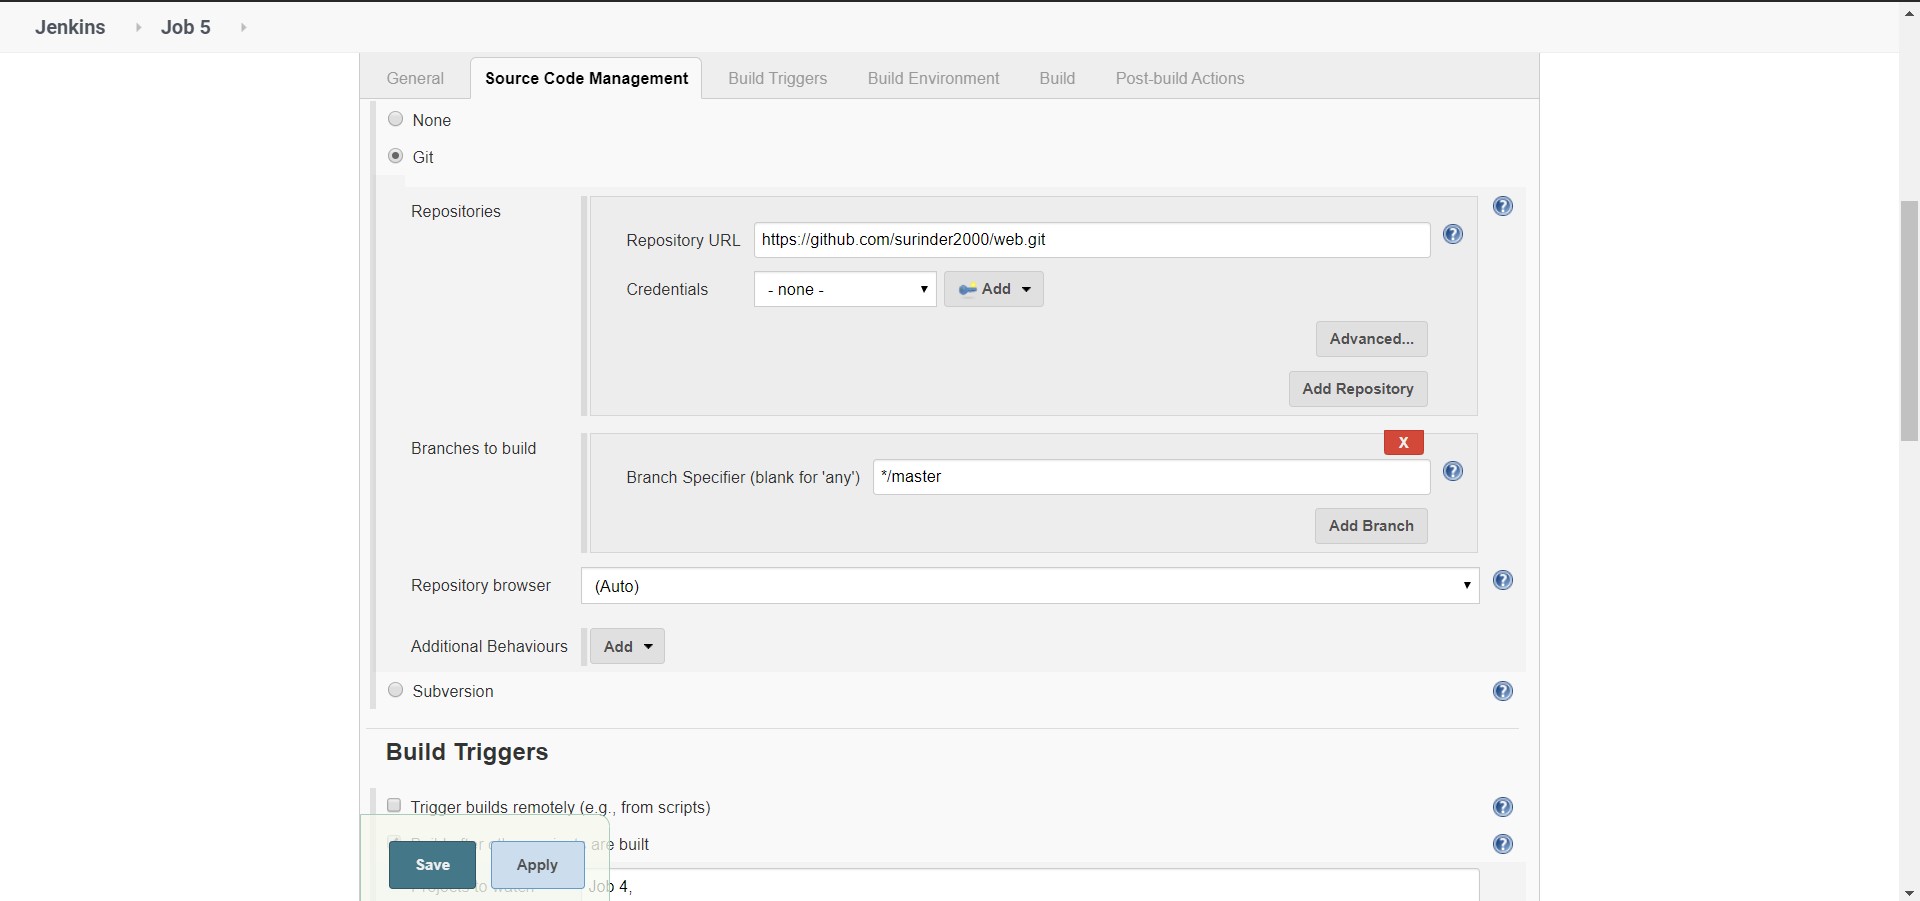 Jenkins Job 5
General Source Code Management Build Triggers Build Environment Build Post-build Actions
None
Git
Repositories
Repository URL https://github.com/surinder2000/web.git
Credentials - none - Add
Advanced...
Add Repository
Branches to build
X
Branch Specifier (blank for 'any') */master
Add Branch
Repository browser (Auto)
Additional Behaviours Add
Subversion
Build Triggers
Trigger builds remotely (e.g., from scripts)
are built
Save Apply
Projects to watch Job 4,